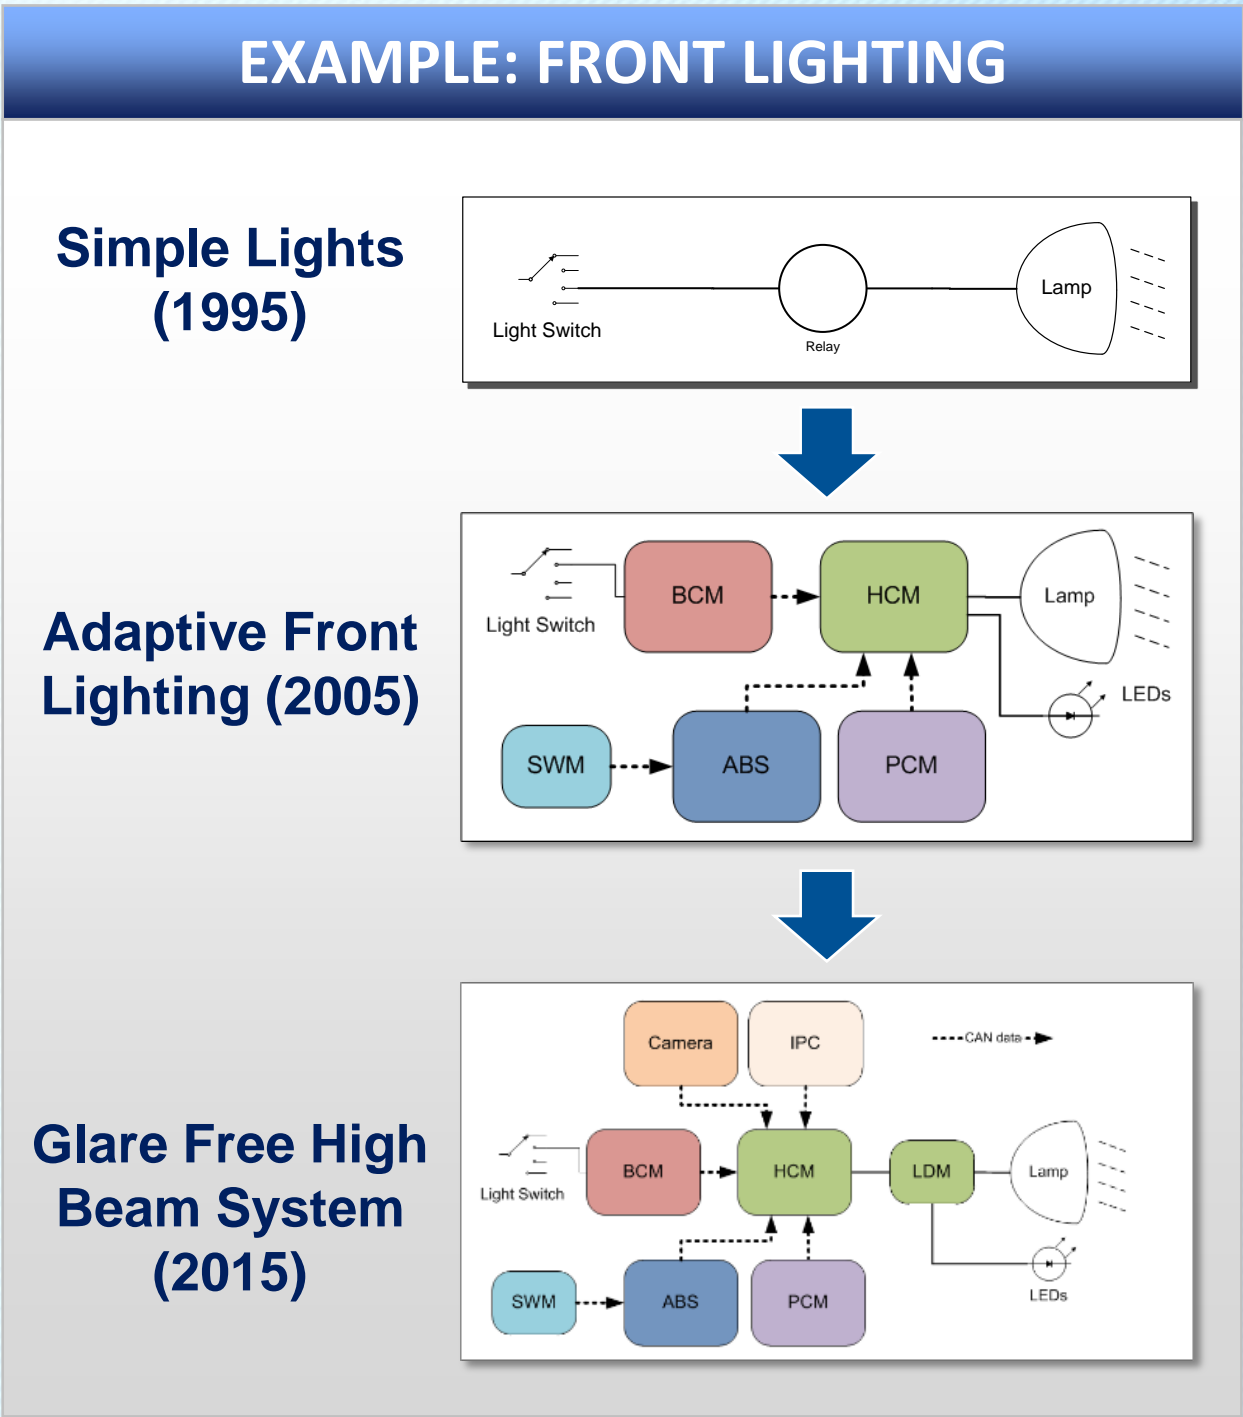 EXAMPLE: FRONT LIGHTING
Simple Lights
(1995)
Light Switch
Relay
Lamp
Adaptive Front
Lighting (2005)
Light Switch
BCM
HCM
Lamp
LEDs
SWM
ABS
PCM
Glare Free High
Beam System
(2015)
Camera
IPC
CAN data
Light Switch
BCM
HCM
LDM
Lamp
LEDs
SWM
ABS
PCM